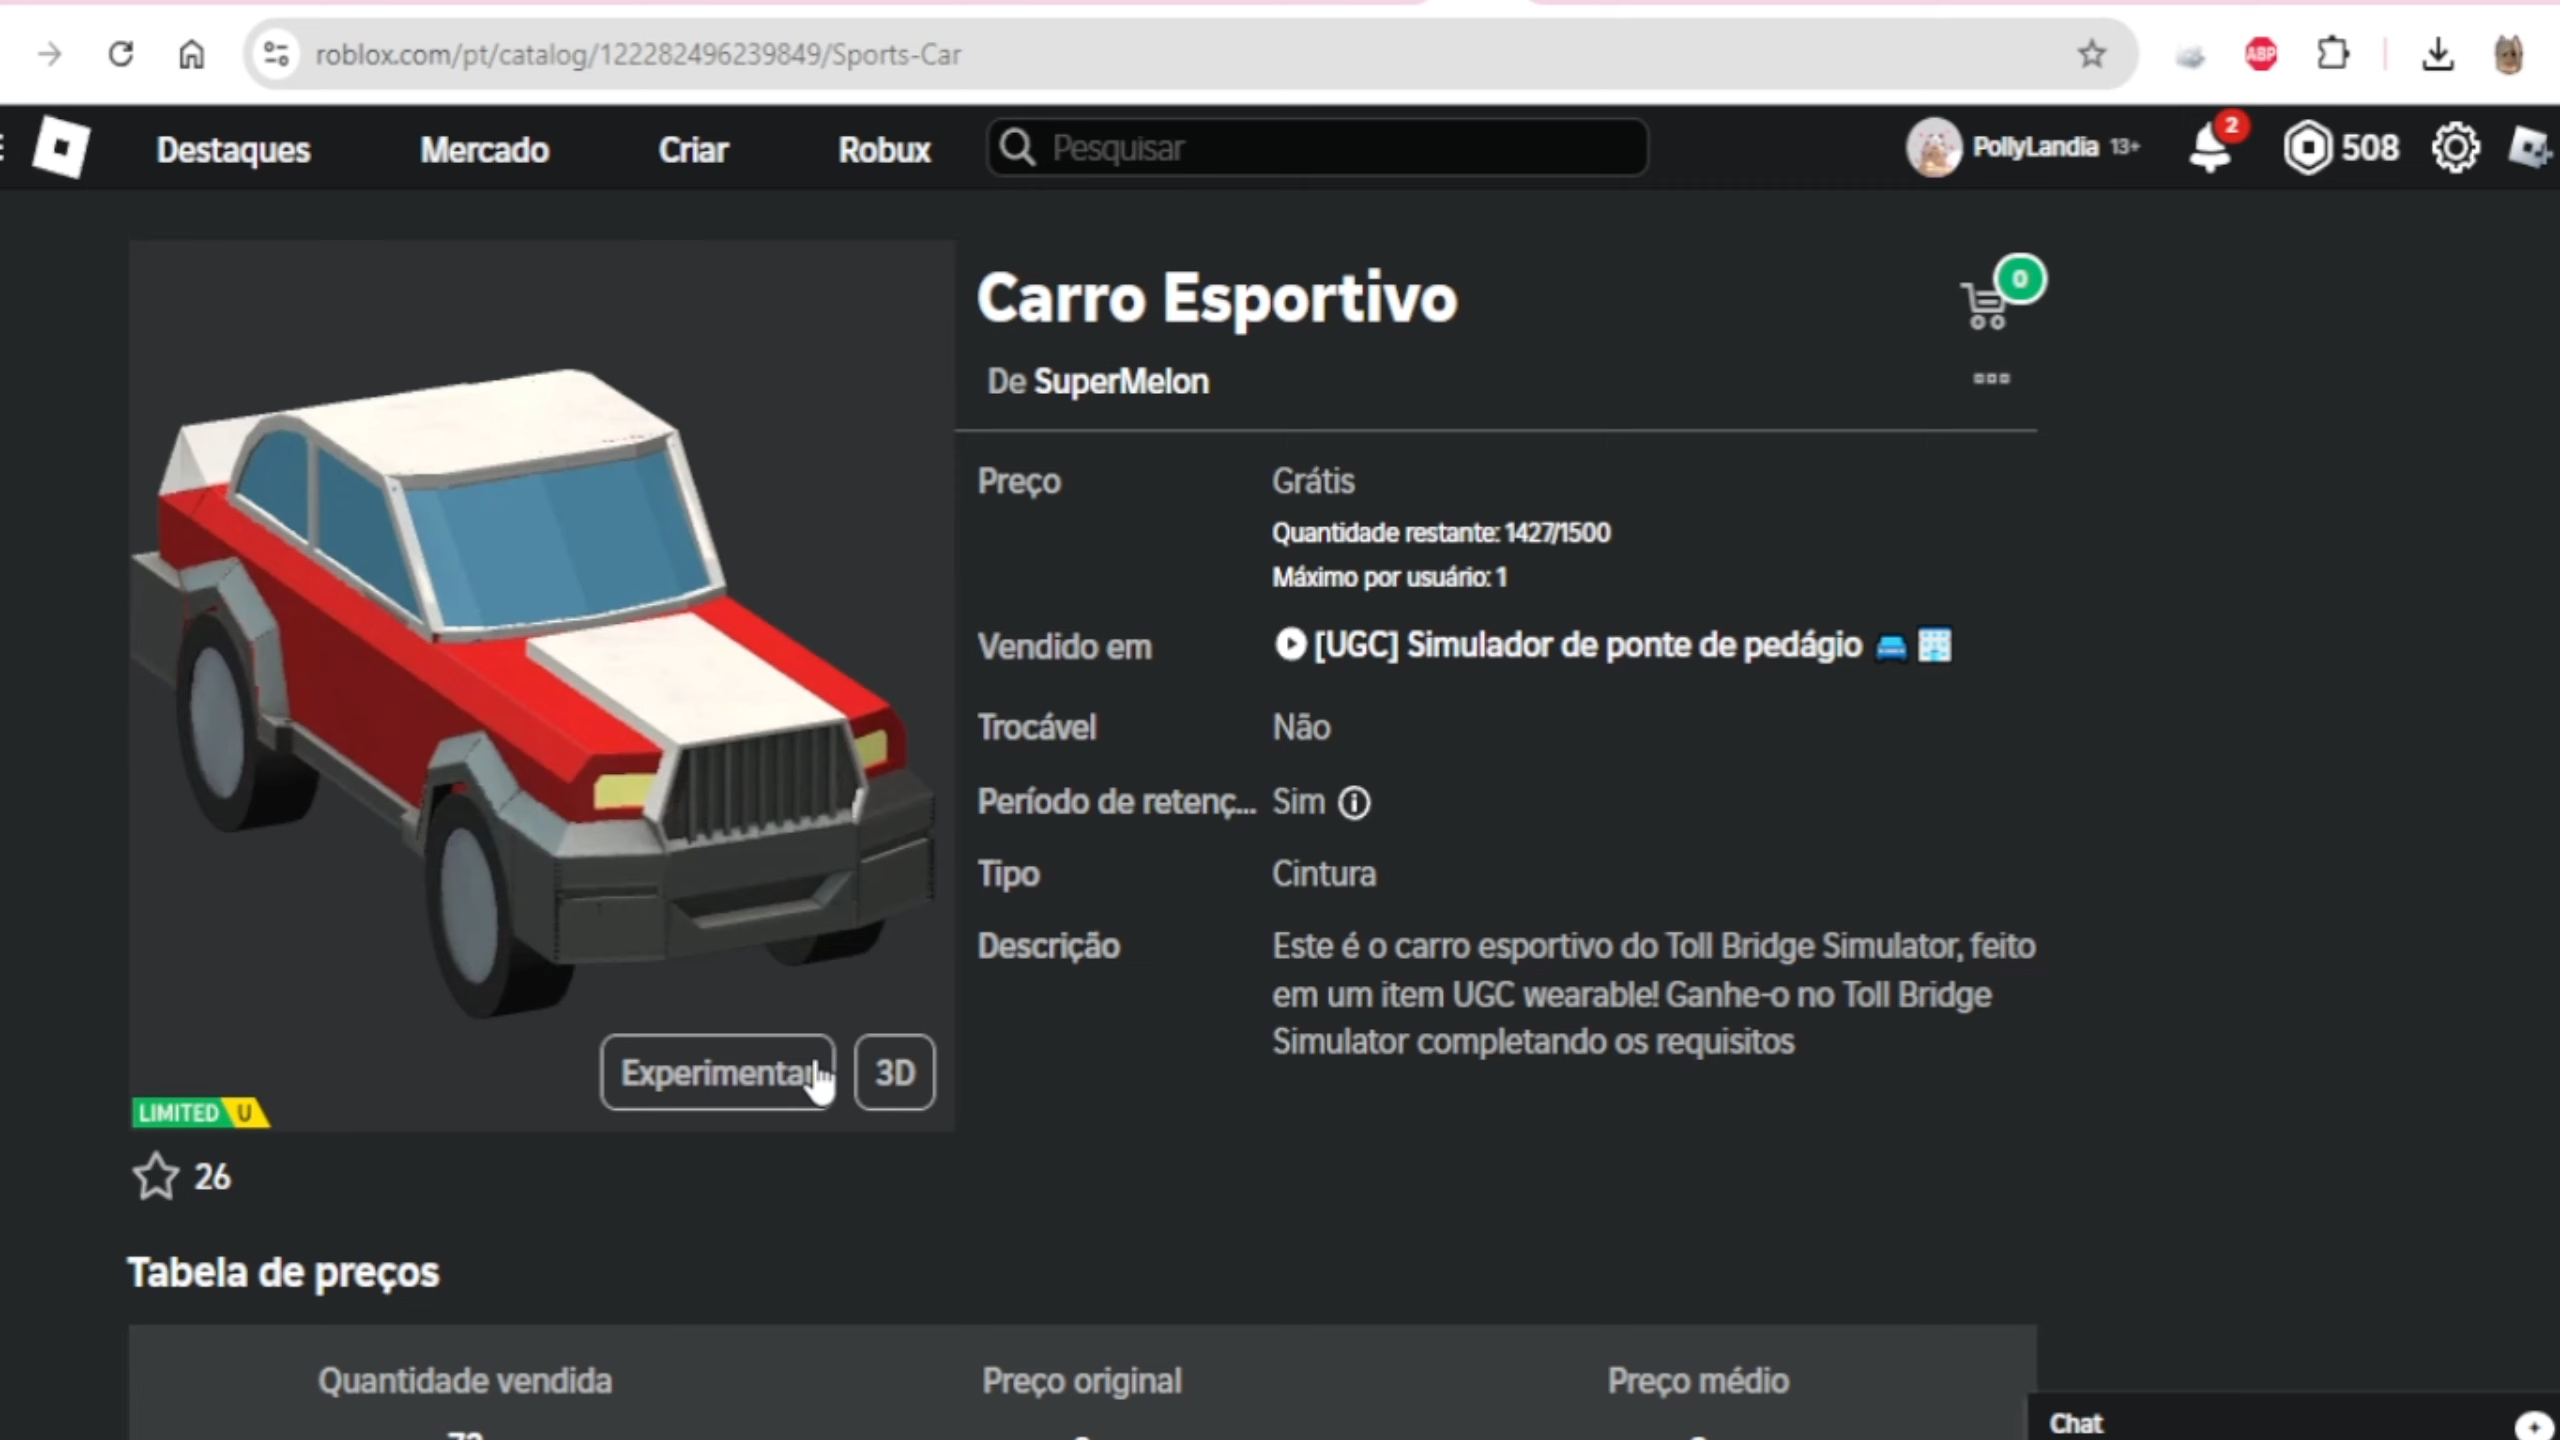 roblox.com/pt/catalog/122282496239849/Sports-Car
ABP
Destaques
Mercado
Criar
Robux
Pesquisar
PollyLandia 13+
2
508
Carro Esportivo
0
De SuperMelon
Preço
Grátis
Quantidade restante: 1427/1500
Máximo por usuário: 1
Vendido em
[UGC] Simulador de ponte de pedágio
Trocável
Não
Período de retenç...
Sim
Tipo
Cintura
Descrição
Este é o carro esportivo do Toll Bridge Simulator, feito
em um item UGC wearable! Ganhe-o no Toll Bridge
Simulator completando os requisitos
Experimentar
3D
LIMITED U
26
Tabela de preços
Quantidade vendida
Preço original
Preço médio
Chat